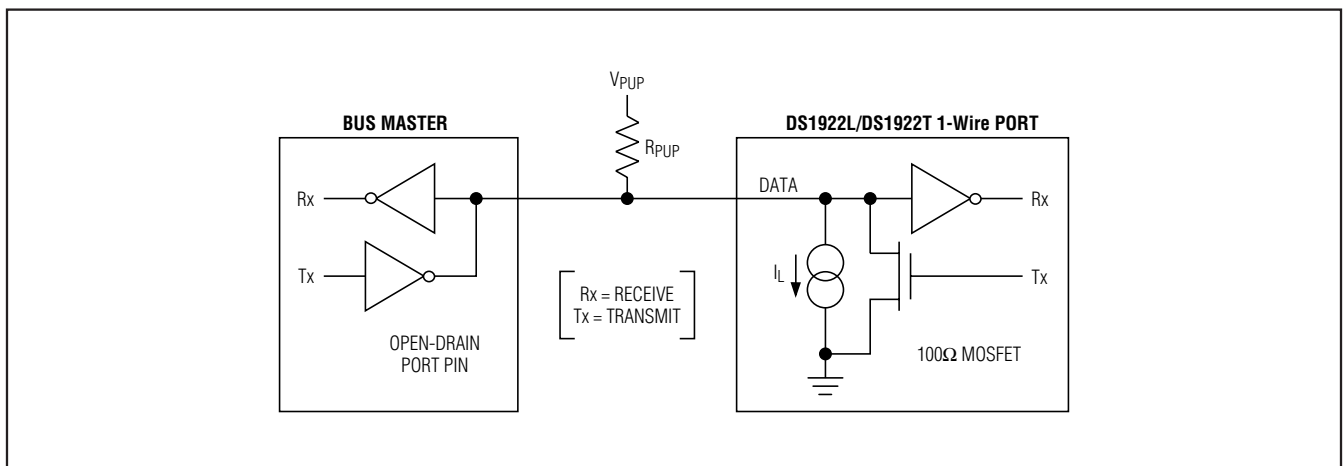 VPUP
BUS MASTER
DS1922L/DS1922T 1-Wire PORT
RPUP
Rx
DATA
Rx
Tx
IL
Tx
Rx = RECEIVE
Tx = TRANSMIT
OPEN-DRAIN
PORT PIN
100Ω MOSFET